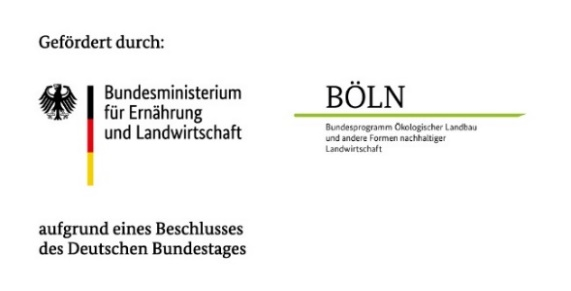 Gefördert durch:
Bundesministerium
für Ernährung
und Landwirtschaft
BÖLN
Bundesprogramm Ökologischer Landbau
und andere Formen nachhaltiger
Landwirtschaft
aufgrund eines Beschlusses
des Deutschen Bundestages